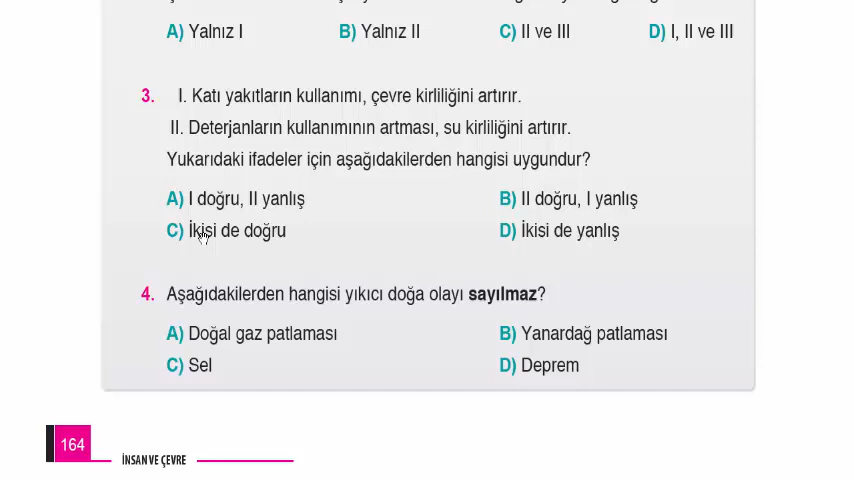 A) Yalnız I B) Yalnız II C) II ve III D) I, II ve III
3. I. Katı yakıtların kullanımı, çevre kirliliğini artırır.
II. Deterjanların kullanımının artması, su kirliliğini artırır.
Yukarıdaki ifadeler için aşağıdakilerden hangisi uygundur?
A) I doğru, II yanlış B) II doğru, I yanlış
C) İkisi de doğru D) İkisi de yanlış
4. Aşağıdakilerden hangisi yıkıcı doğa olayı sayılmaz?
A) Doğal gaz patlaması B) Yanardağ patlaması
C) Sel D) Deprem
164
İNSAN VE ÇEVRE